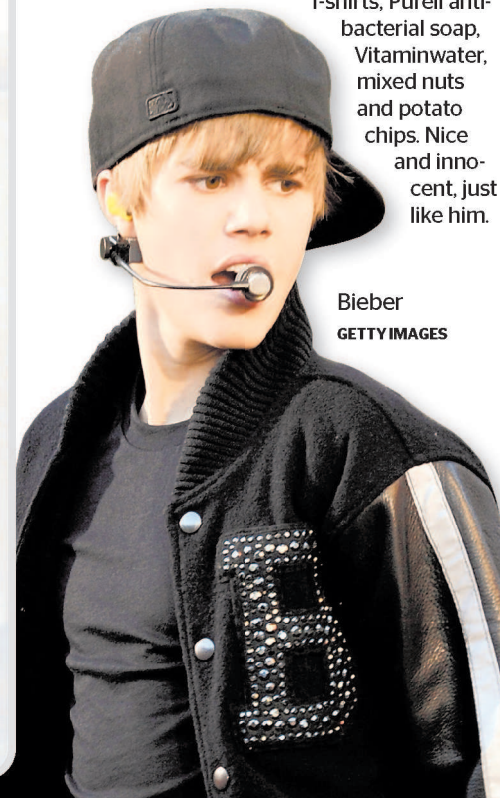 T-shirts, Purell anti-
bacterial soap,
Vitaminwater,
mixed nuts
and potato
chips. Nice
and inno-
cent, just
like him.
Bieber
GETTY IMAGES
B